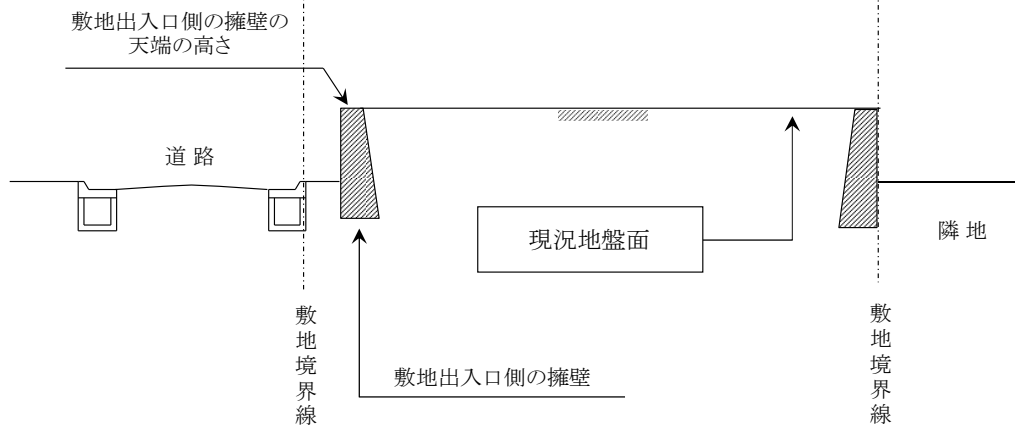 敷地出入口側の擁壁の
天端の高さ
道路
現況地盤面
隣地
敷地境界線
敷地境界線
敷地出入口側の擁壁